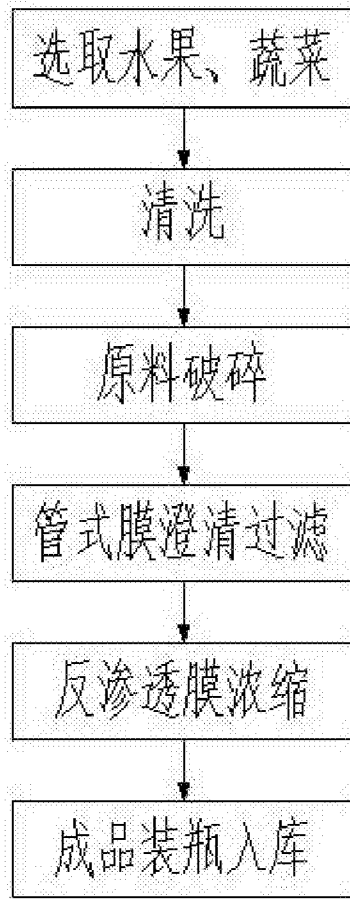 选取水果、蔬菜
清洗
原料破碎
管式膜澄清过滤
反渗透膜浓缩
成品装瓶入库